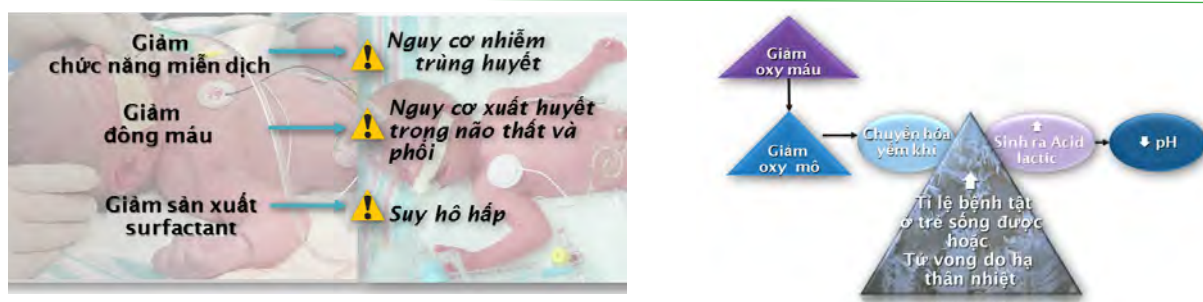 Giảm
chức năng miễn dịch
Nguy cơ nhiễm
trùng huyết
Giảm
đông máu
Nguy cơ xuất huyết
trong não thất và
phổi
Giảm sản xuất
surfactant
Suy hô hấp
Giảm
oxy máu
Giảm
oxy mô
Chuyển hóa
yếm khí
Sinh ra Acid
lactic
pH
Tỉ lệ bệnh tật
ở trẻ sống được
hoặc
Tử vong do hạ
thân nhiệt